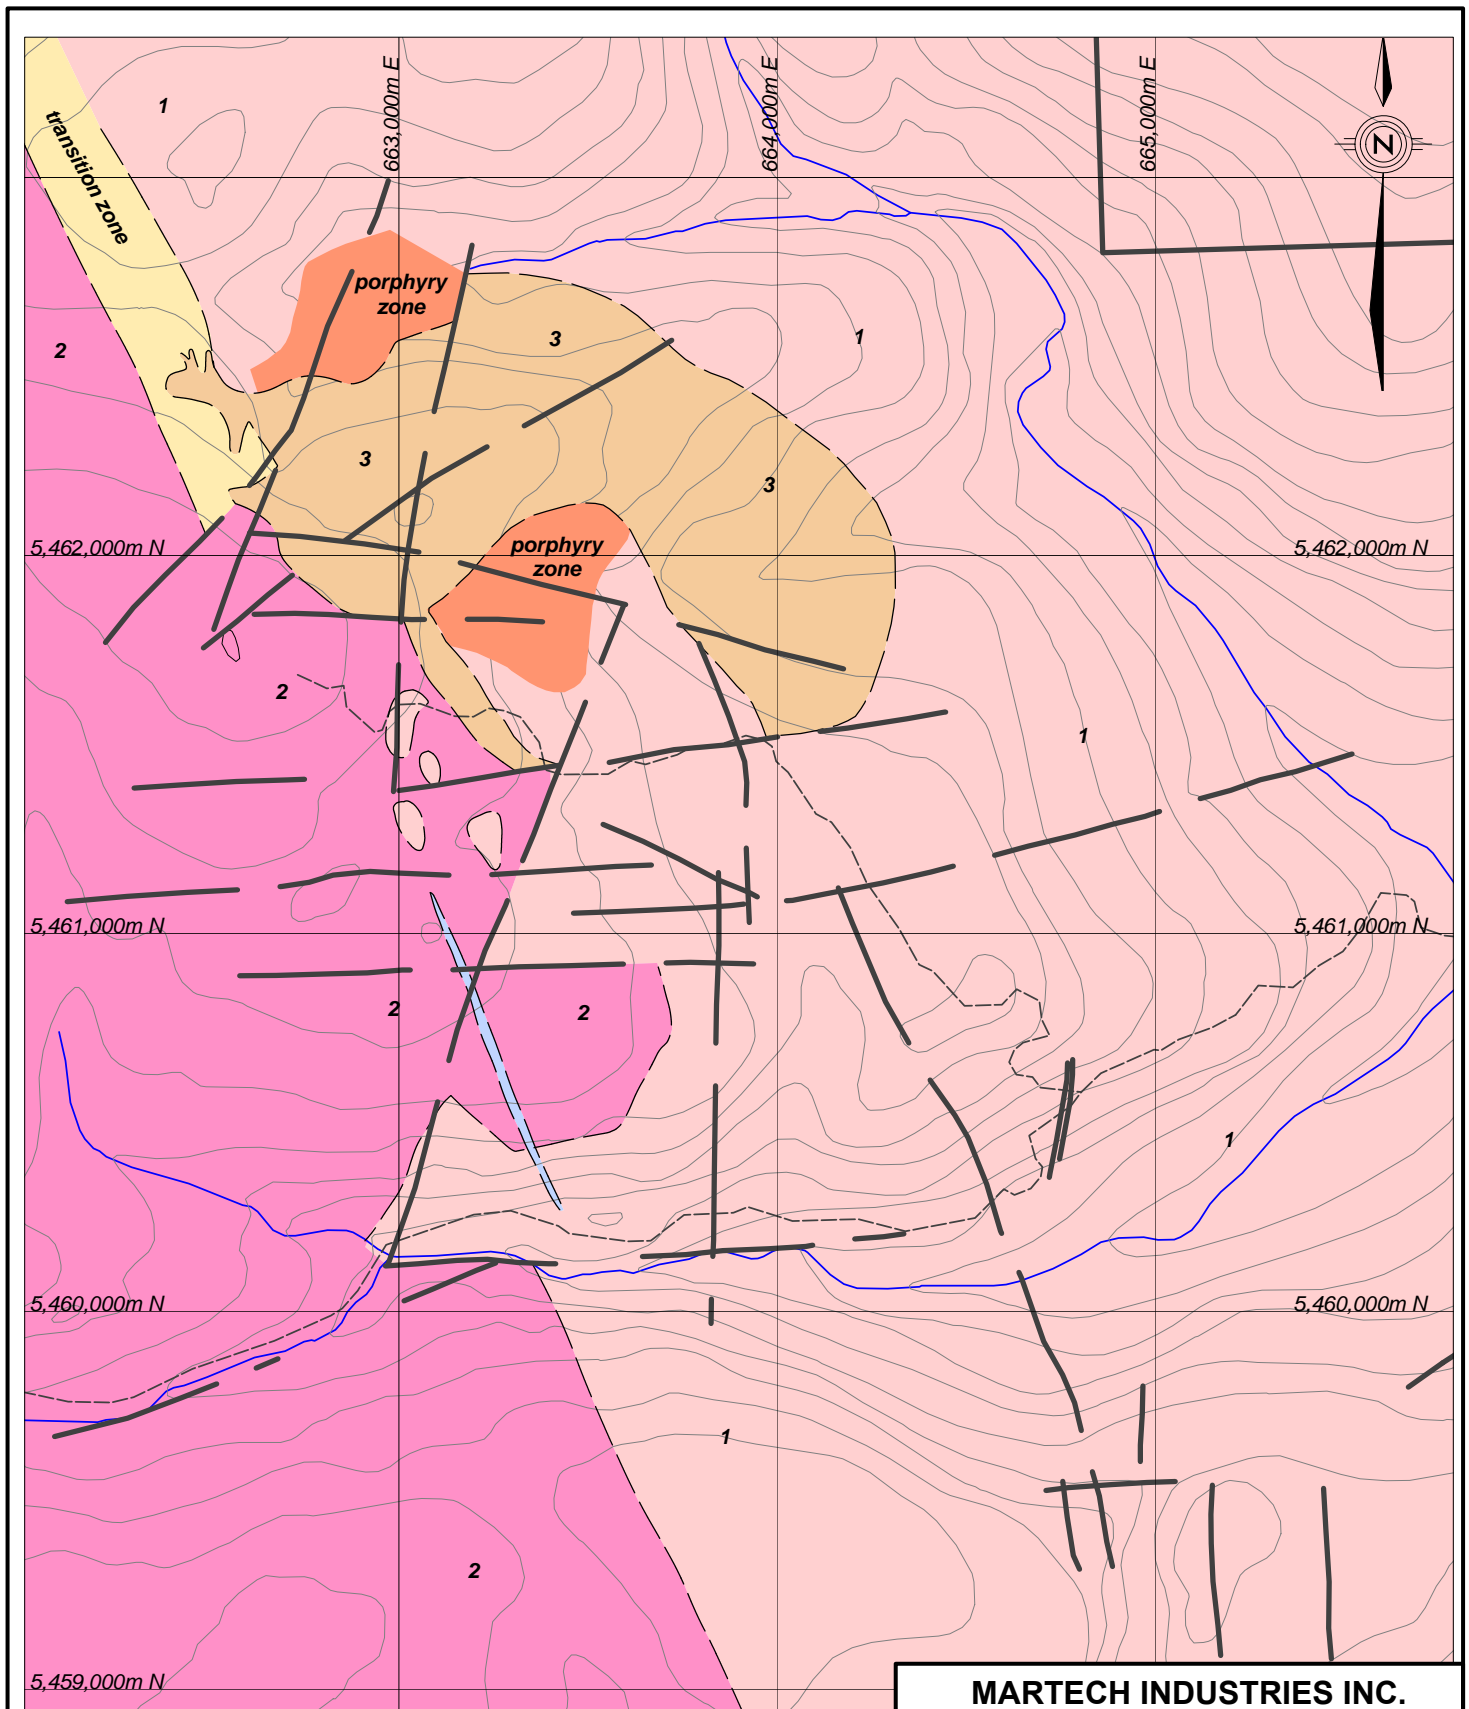 663,000m E
664,000m E
665,000m E
1
transition zone
N
porphyry
zone
2
3
1
3
3
porphyry
zone
5,462,000m N
5,462,000m N
2
1
5,461,000m N
5,461,000m N
2
2
1
5,460,000m N
5,460,000m N
1
2
5,459,000m N
MARTECH INDUSTRIES INC.